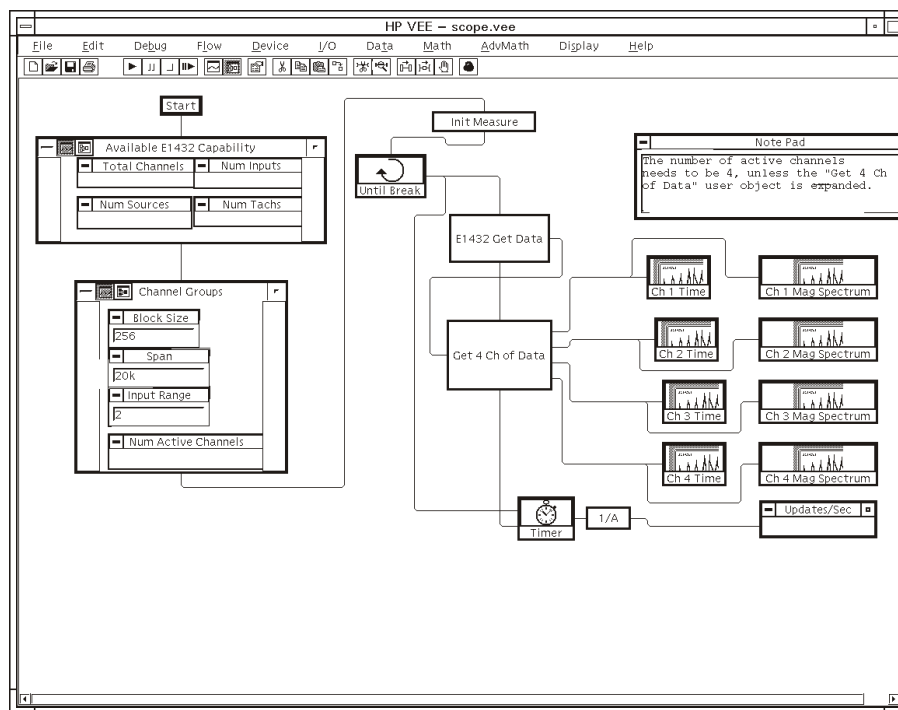 HP VEE – scope.vee
File Edit Debug Flow Device I/O Data Math AdvMath Display Help
Start
Available E1432 Capability
Total Channels
Num Inputs
Num Sources
Num Tachs
Channel Groups
Block Size
256
Span
20k
Input Range
2
Num Active Channels
Init Measure
Until Break
E1432 Get Data
Get 4 Ch of Data
Note Pad
The number of active channels
needs to be 4, unless the "Get 4 Ch
of Data" user object is expanded.
Ch 1 Time
Ch 1 Mag Spectrum
Ch 2 Time
Ch 2 Mag Spectrum
Ch 3 Time
Ch 3 Mag Spectrum
Ch 4 Time
Ch 4 Mag Spectrum
Timer
1/A
Updates/Sec